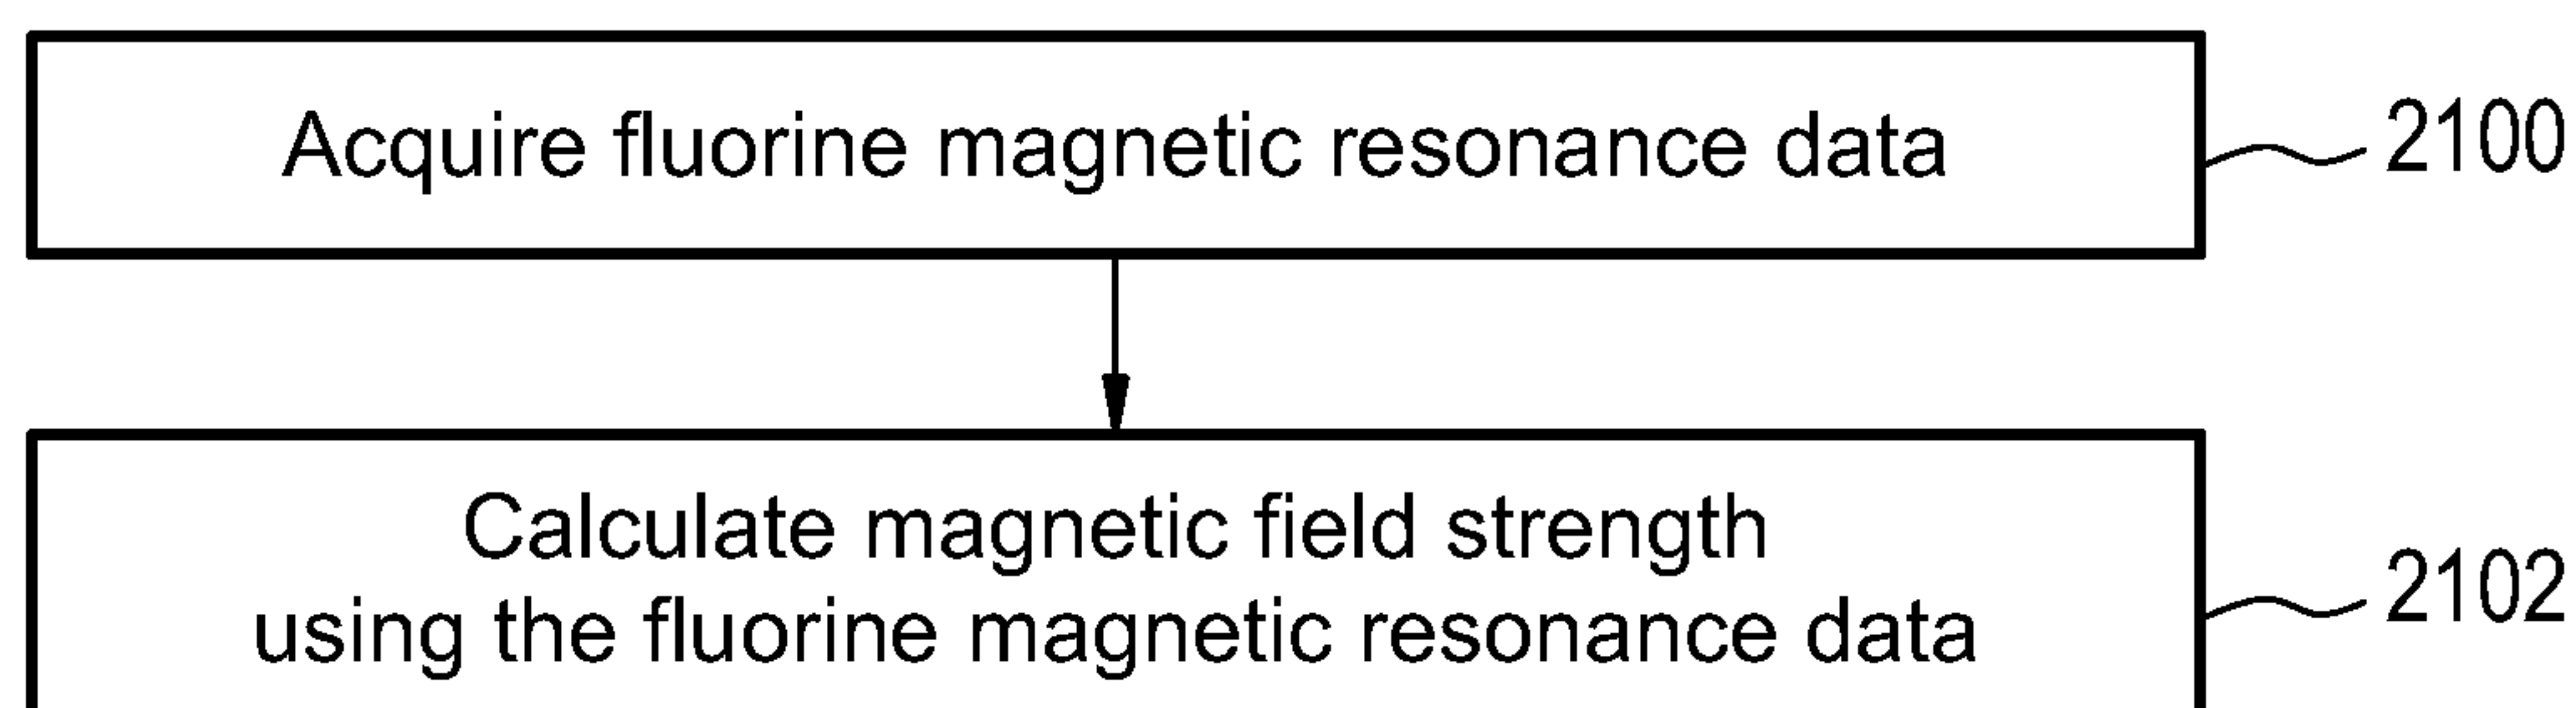 Acquire fluorine magnetic resonance data
2100
Calculate magnetic field strength
using the fluorine magnetic resonance data
2102